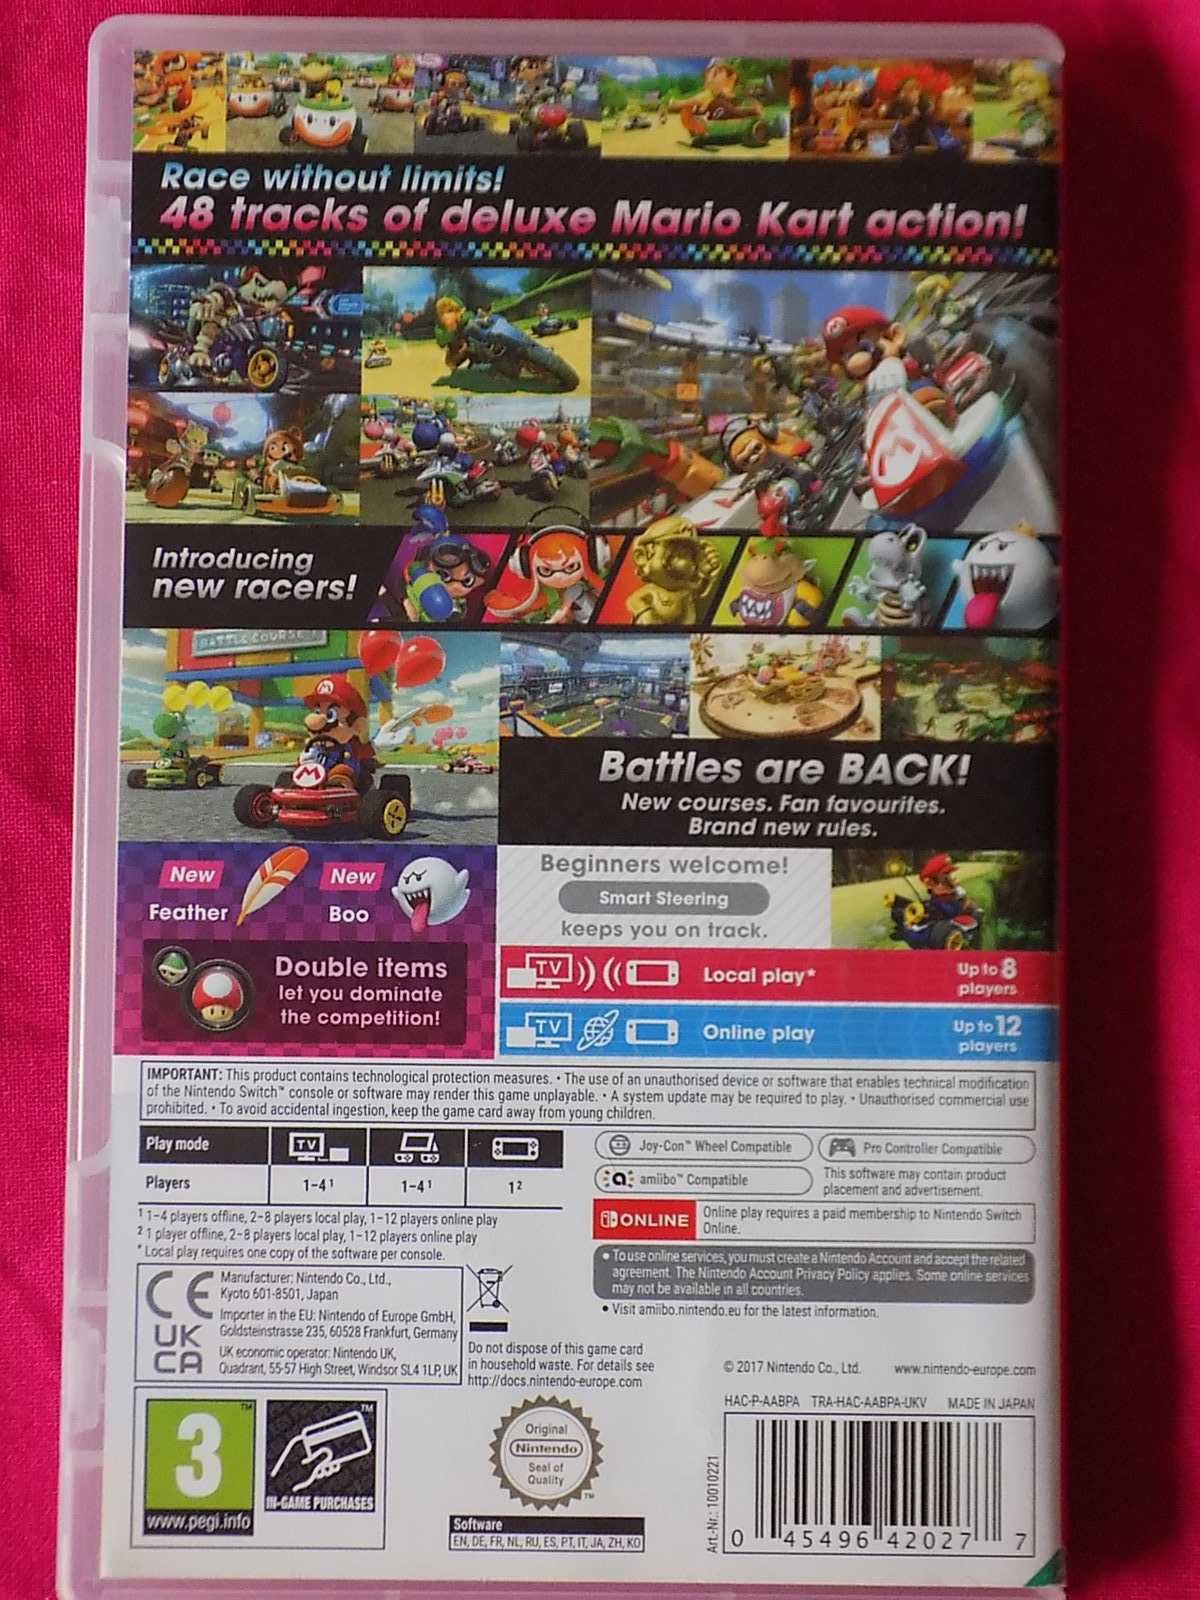 Race without limits!
48 tracks of deluxe Mario Kart action!
Introducing
new racers!
BATTLE COURSE 1
Battles are BACK!
New courses. Fan favourites.
Brand new rules.
New
Feather
New
Boo
Beginners welcome!
Smart Steering
keeps you on track.
Double items
let you dominate
the competition!
TV
Local play*
Up to 8
players
TV
Online play
Up to 12
players
IMPORTANT: This product contains technological protection measures. • The use of an unauthorised device or software that enables technical modification
of the Nintendo Switch™ console or software may render this game unplayable. • A system update may be required to play. • Unauthorised commercial use
prohibited. • To avoid accidental ingestion, keep the game card away from young children.
Play mode
TV
Players
1-4¹
1-4¹
1²
Joy-Con™ Wheel Compatible
Pro Controller Compatible
amiibo™ Compatible
This software may contain product
placement and advertisement.
¹ 1-4 players offline, 2-8 players local play, 1-12 players online play
² 1 player offline, 2-8 players local play, 1-12 players online play
* Local play requires one copy of the software per console.
ONLINE
Online play requires a paid membership to Nintendo Switch
Online.
• To use online services, you must create a Nintendo Account and accept the related
agreement. The Nintendo Account Privacy Policy applies. Some online services
may not be available in all countries.
• Visit amiibo.nintendo.eu for the latest information.
CE
UK
CA
Manufacturer: Nintendo Co., Ltd.,
Kyoto 601-8501, Japan
Importer in the EU: Nintendo of Europe GmbH,
Goldsteinstrasse 235, 60528 Frankfurt, Germany
UK economic operator: Nintendo UK,
Quadrant, 55-57 High Street, Windsor SL4 1LP, UK
Do not dispose of this game card
in household waste. For details see
http://docs.nintendo-europe.com
© 2017 Nintendo Co., Ltd.
www.nintendo-europe.com
HAC-P-AABPA TRA-HAC-AABPA-UKV MADE IN JAPAN
3
™
www.pegi.info
™
IN-GAME PURCHASES
Original
Nintendo
Seal of
Quality
™
Software
EN, DE, FR, NL, RU, ES, PT, IT, JA, ZH, KO
Art.-Nr.: 10010221
0 45496 42027 7